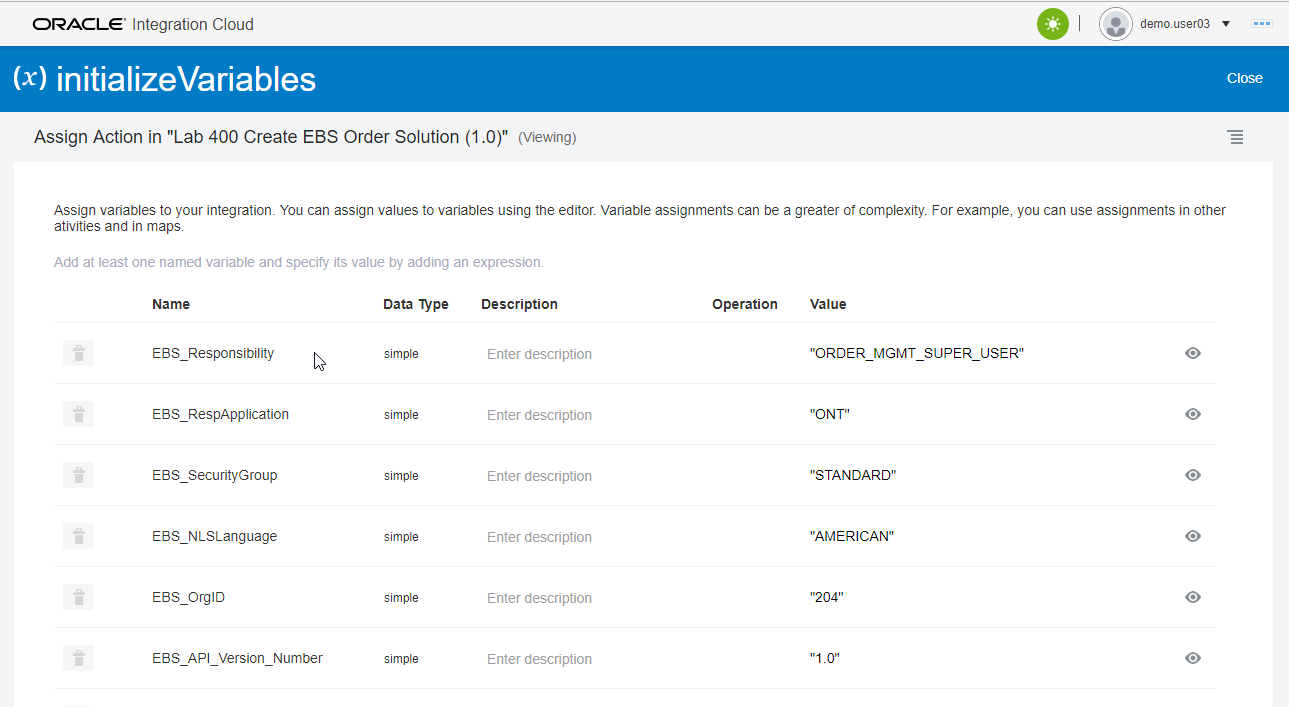 ORACLE Integration Cloud
demo.user03
(x) initializeVariables
Close
Assign Action in "Lab 400 Create EBS Order Solution (1.0)" (Viewing)
Assign variables to your integration. You can assign values to variables using the editor. Variable assignments can be a greater of complexity. For example, you can use assignments in other
ativities and in maps.
Add at least one named variable and specify its value by adding an expression.
Name Data Type Description Operation Value
EBS_Responsibility simple Enter description "ORDER_MGMT_SUPER_USER"
EBS_RespApplication simple Enter description "ONT"
EBS_SecurityGroup simple Enter description "STANDARD"
EBS_NLSLanguage simple Enter description "AMERICAN"
EBS_OrgID simple Enter description "204"
EBS_API_Version_Number simple Enter description "1.0"